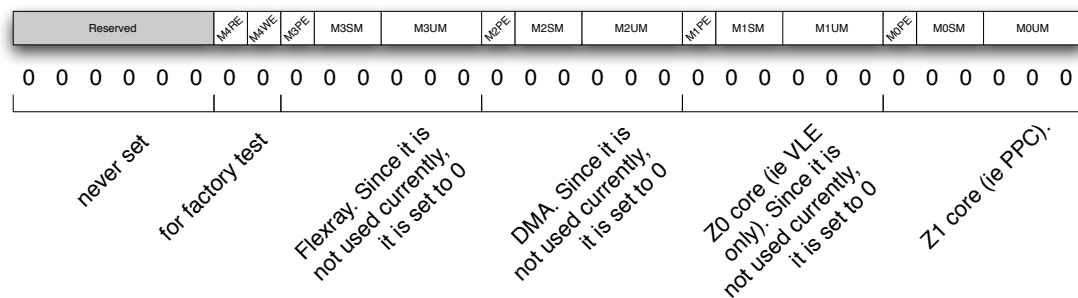 Reserved M4RE M4WE M3PE M3SM M3UM M2PE M2SM M2UM M1PE M1SM M1UM M0PE M0SM M0UM
0 0 0 0 0 0 0 0 0 0 0 0 0 0 0 0 0 0 0 0 0 0 0 0 0 0 0 0 0 0 0 0
never set
for factory test
Flexray. Since it is
not used currently,
it is set to 0
DMA. Since it is
not used currently,
it is set to 0
Z0 core (ie VLE
only). Since it is
not used currently,
it is set to 0
Z1 core (ie PPC).